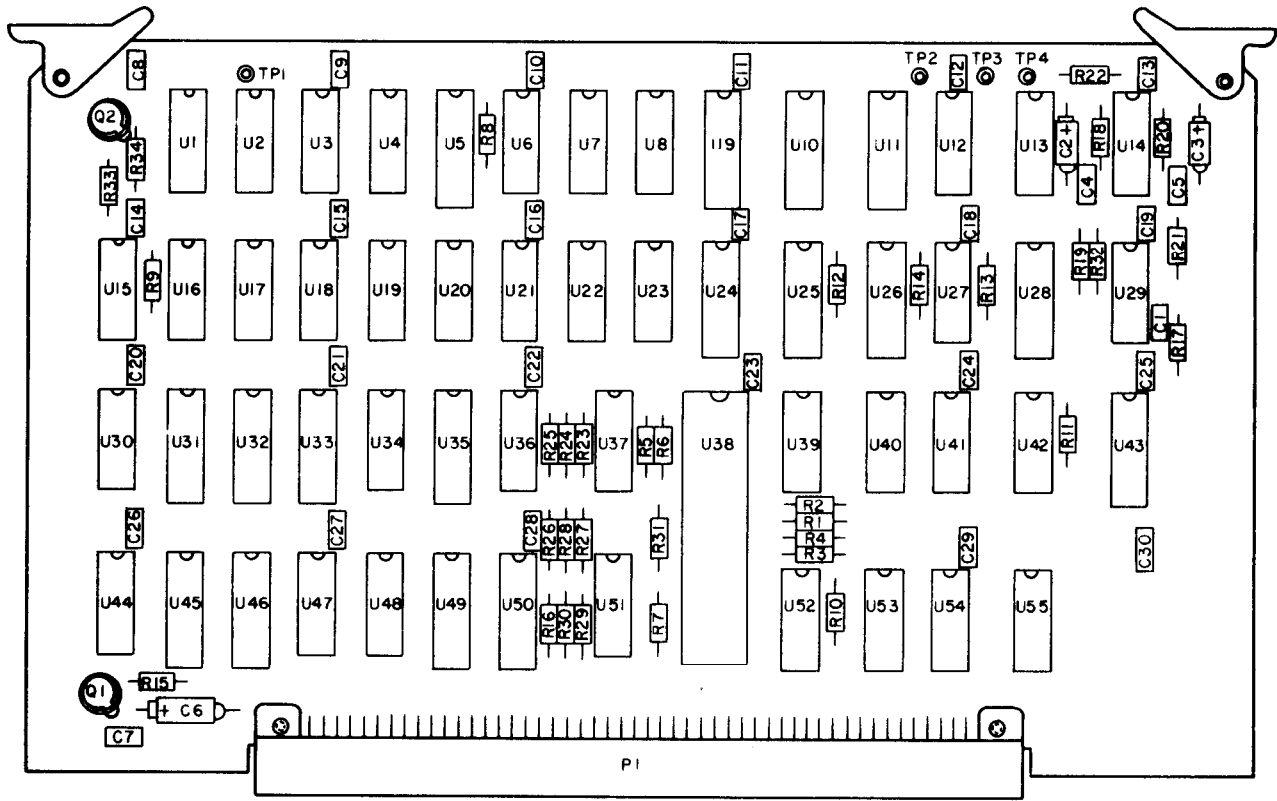 C8 TP1 C9 C10 C11 TP2 C12 TP3 TP4 R22 C13
Q2 R34 R33 U1 U2 U3 U4 U5 R8 U6 U7 U8 I19 U10 U11 U12 U13 C2+ R18 U14 R20 C3+
C4 C5
C14 C15 C16 C17 C18 C19
U15 R9 U16 U17 U18 U19 U20 U21 U22 U23 U24 U25 R12 U26 R14 U27 R13 U28 R19 R32 U29 R21
C1 R17
C20 C21 C22 C23 C24 C25
U30 U31 U32 U33 U34 U35 U36 R25 R24 R23 U37 R5 R6 U38 U39 U40 U41 U42 R11 U43
R2
R1
R4
R3
C26 C27 C28 R26 R28 R27 R31 C29 C30
U44 U45 U46 U47 U48 U49 U50 R16 R30 R29 U51 R7 U52 R10 U53 U54 U55
R15
Q1 + C6
C7
P1